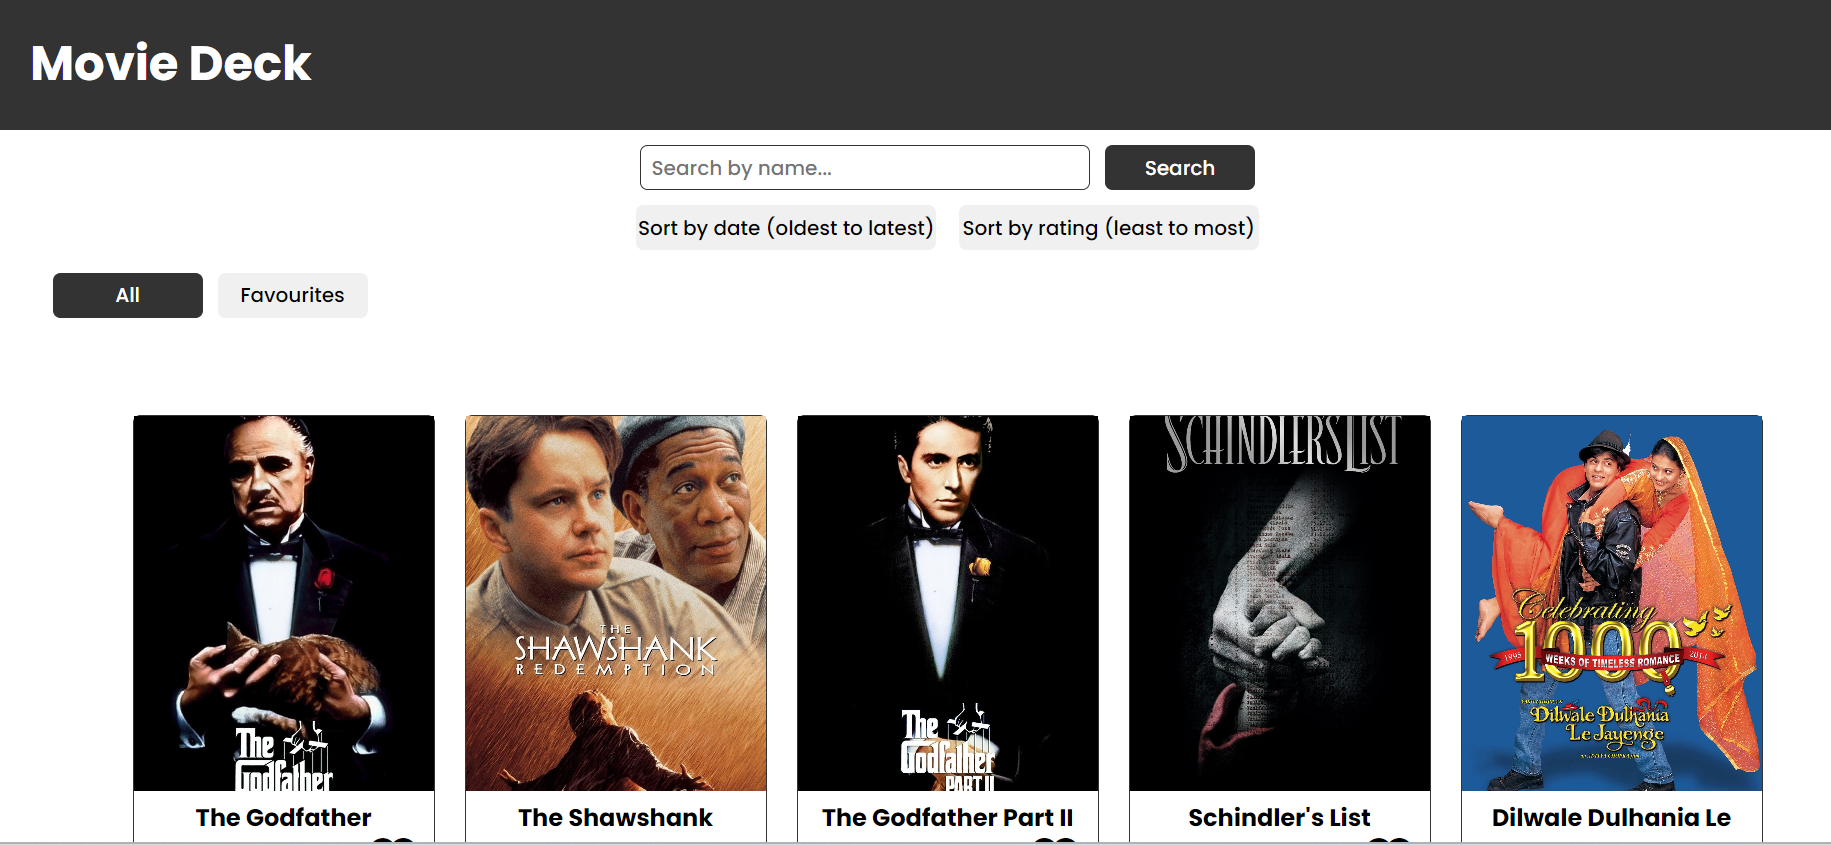 Movie Deck
Search by name...
Search
Sort by date (oldest to latest)
Sort by rating (least to most)
All
Favourites
The
Godfather
THE
SHAWSHANK
REDEMPTION
The
Godfather
PART II
SCHINDLER'S LIST
Celebrating
1000
1995
WEEKS OF TIMELESS ROMANCE
2014
Dilwale Dulhania
Le Jayenge
The Godfather
The Shawshank
The Godfather Part II
Schindler's List
Dilwale Dulhania Le